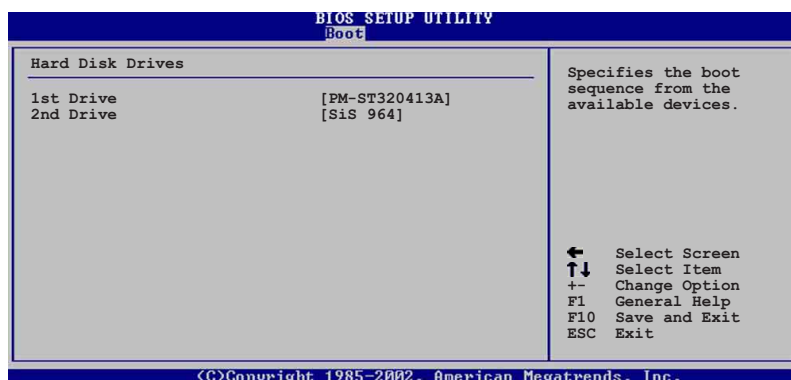 BIOS SETUP UTILITY
Boot
Hard Disk Drives
1st Drive [PM-ST320413A]
2nd Drive [SiS 964]
Specifies the boot
sequence from the
available devices.
← Select Screen
↑↓ Select Item
+- Change Option
F1 General Help
F10 Save and Exit
ESC Exit
(C)Copyright 1985-2002, American Megatrends, Inc.